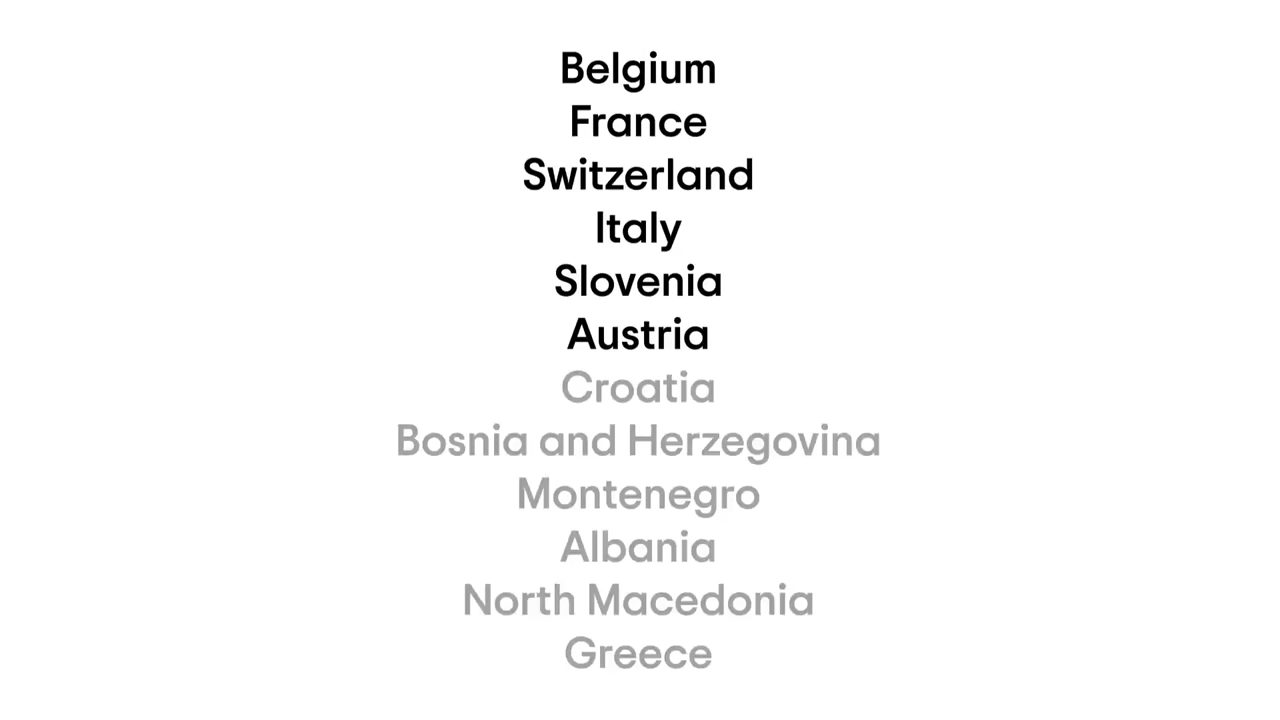 Belgium
France
Switzerland
Italy
Slovenia
Austria
Croatia
Bosnia and Herzegovina
Montenegro
Albania
North Macedonia
Greece